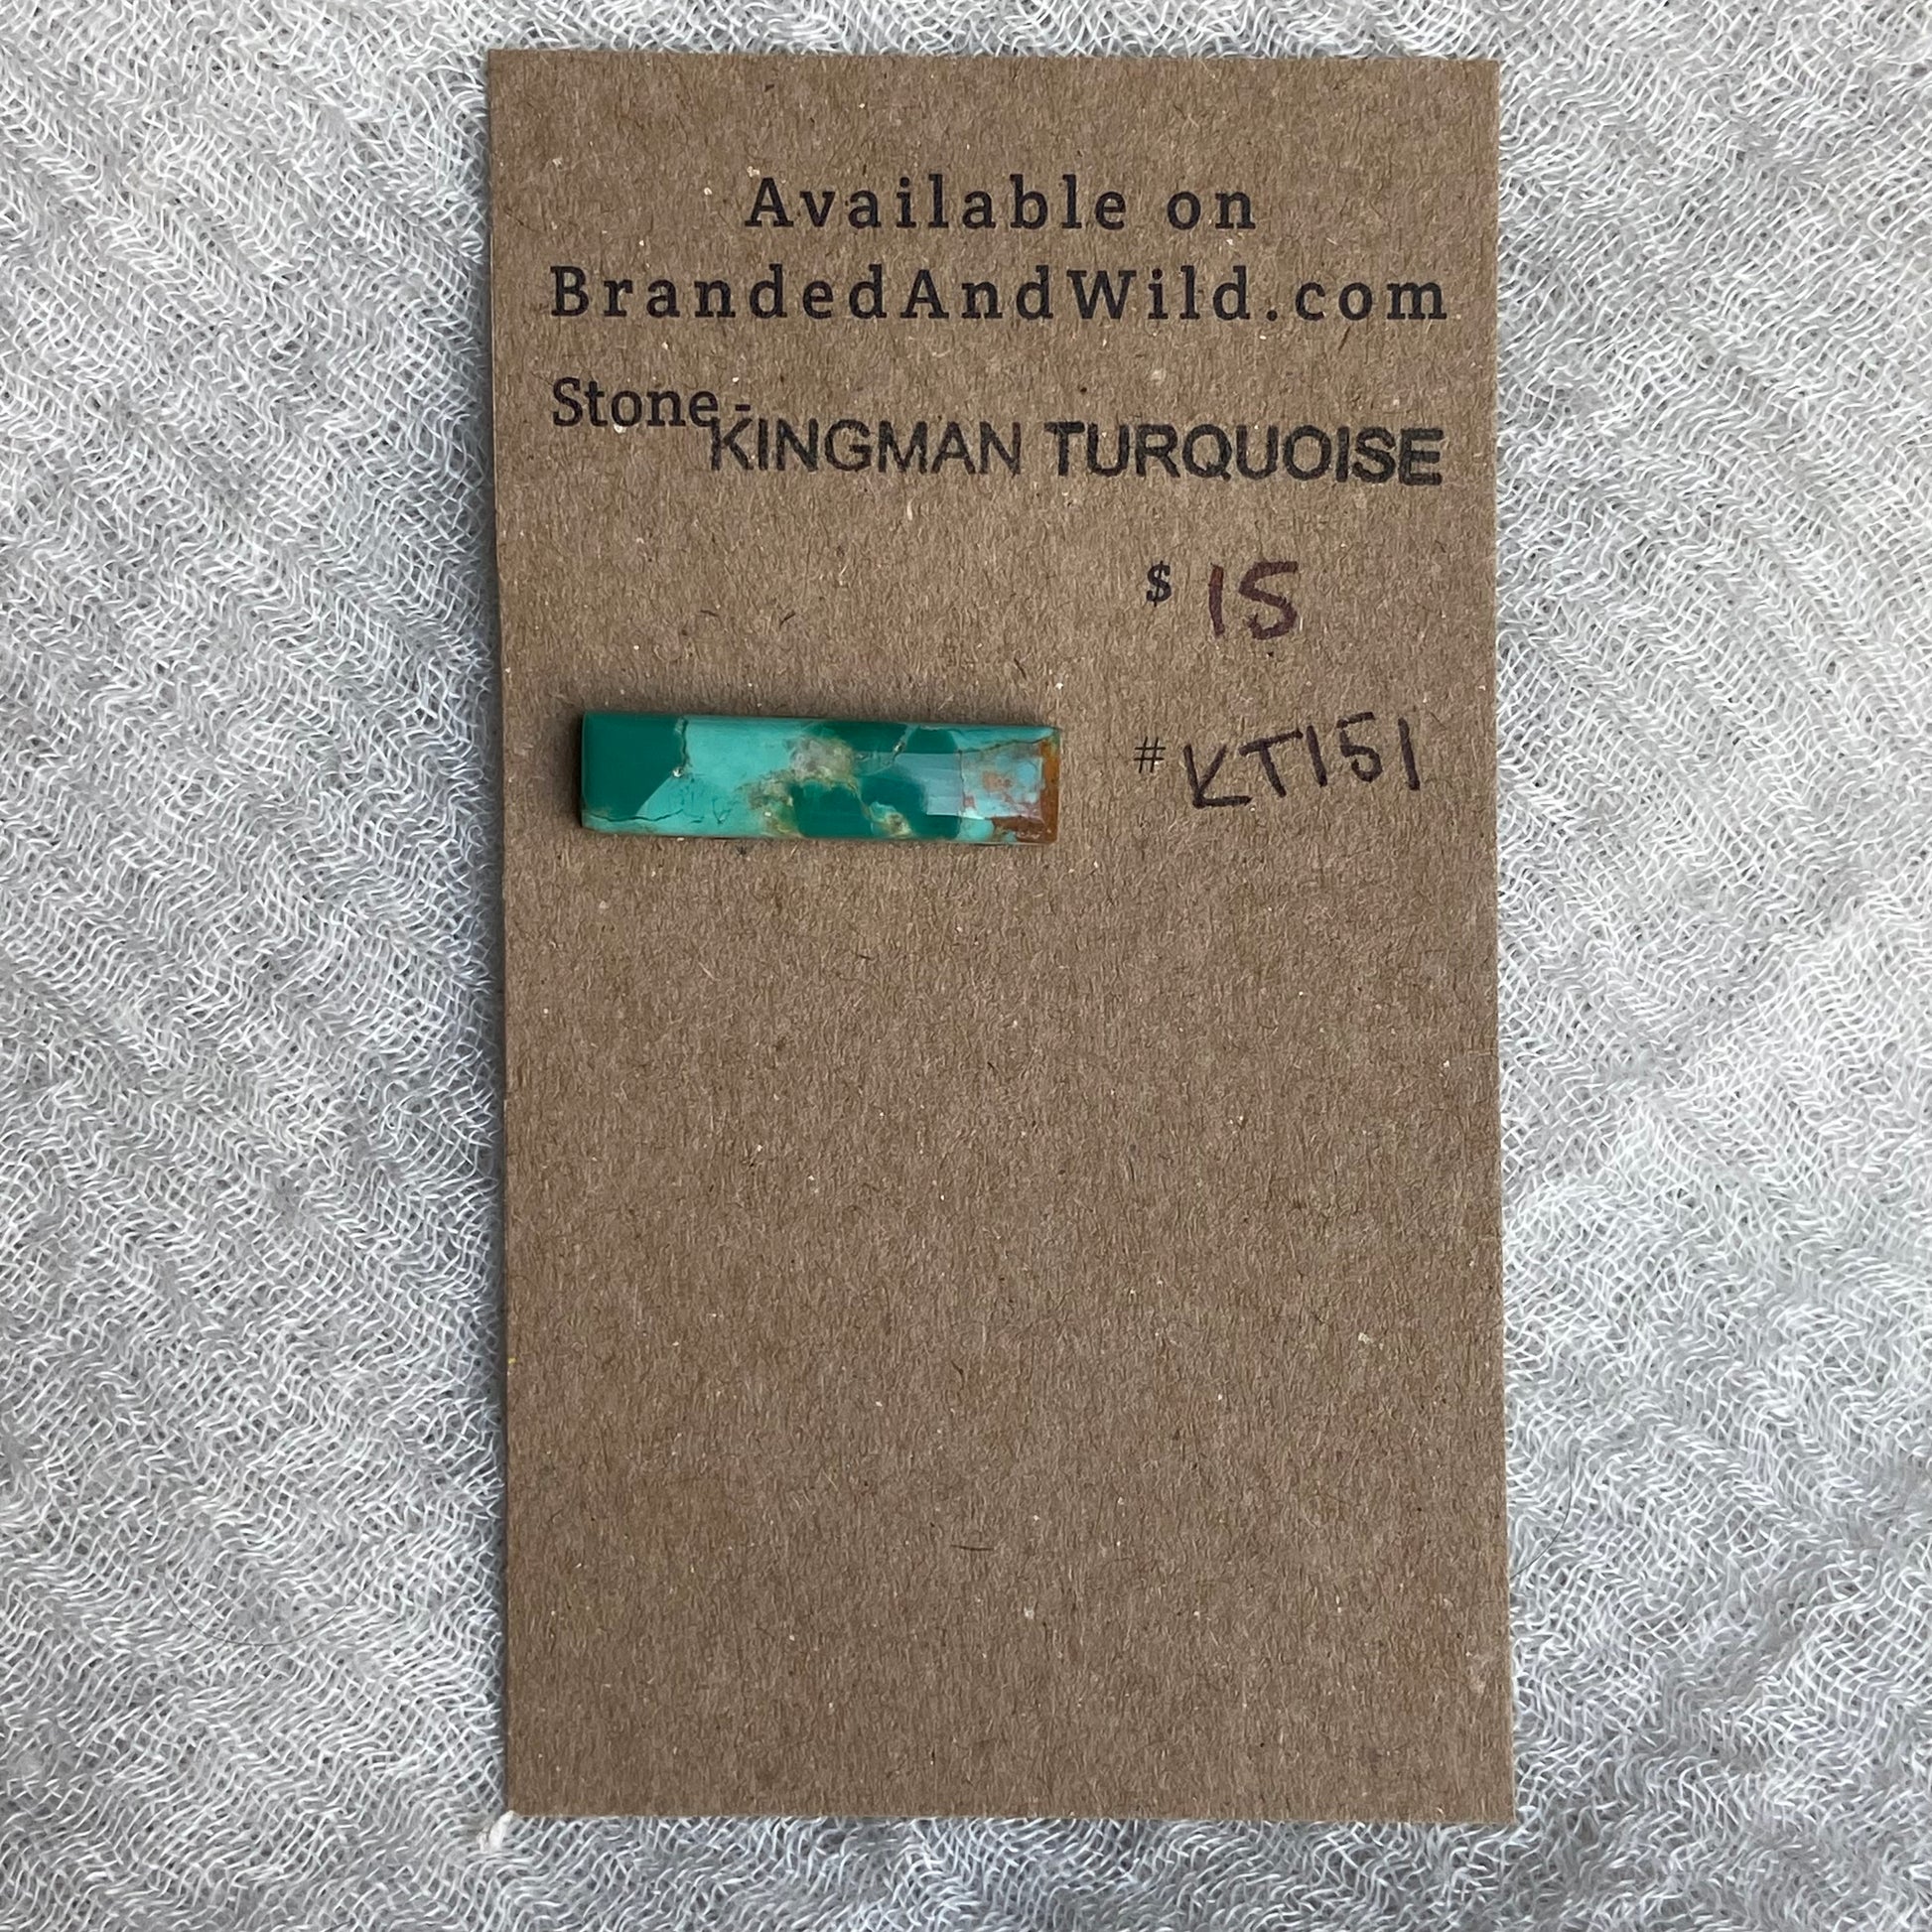 Available on
BrandedAndWild.com
Stone -
KINGMAN TURQUOISE
$ 15
# KT151